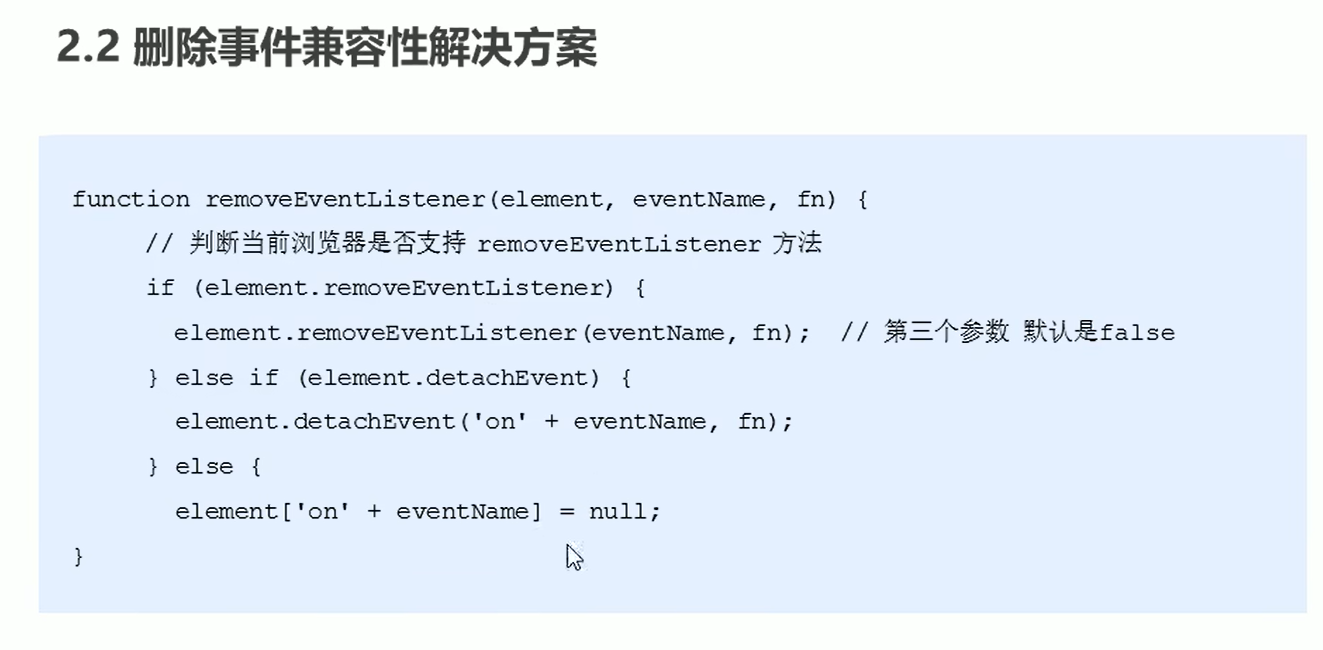 2.2 删除事件兼容性解决方案
function removeEventListener(element, eventName, fn) {
// 判断当前浏览器是否支持 removeEventListener 方法
if (element.removeEventListener) {
element.removeEventListener(eventName, fn); // 第三个参数 默认是false
} else if (element.detachEvent) {
element.detachEvent('on' + eventName, fn);
} else {
element['on' + eventName] = null;
}